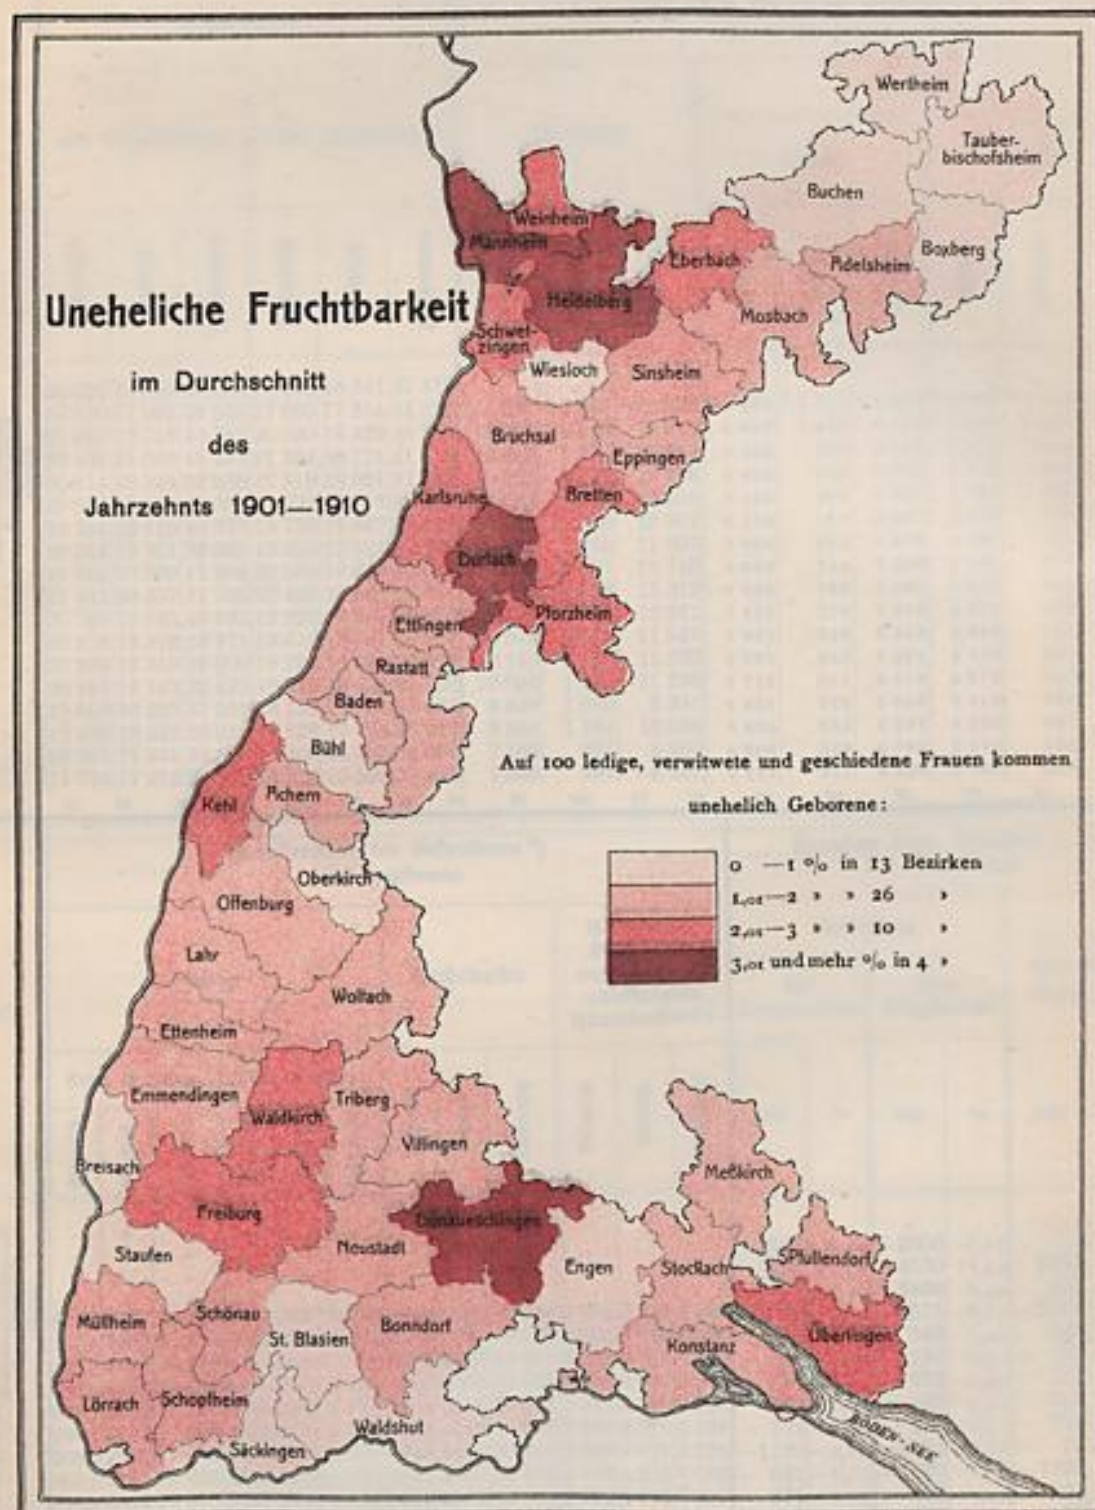 Uneheliche Fruchtbarkeit
im Durchschnitt
des
Jahrzehnts 1901—1910
Auf 100 ledige, verwitwete und geschiedene Frauen kommen
unehelich Geborene:
0 —1 % in 13 Bezirken
1,01—2 » » 26 »
2,01—3 » » 10 »
3,01 und mehr % in 4 »
Wertheim
Tauber-
bischofsheim
Buchen
Boxberg
Adelsheim
Weinheim
Mannheim
Eberbach
Heidelberg
Mosbach
Schwet-
zingen
Wiesloch
Sinsheim
Bruchsal
Eppingen
Karlsruhe
Bretten
Durlach
Pforzheim
Ettlingen
Rastatt
Baden
Bühl
Kehl
Achern
Oberkirch
Offenburg
Lahr
Wolfach
Ettenheim
Emmendingen
Waldkirch
Triberg
Villingen
Breisach
Freiburg
Neustadt
Donaueschingen
Meßkirch
Staufen
Engen
Stockach
Pfullendorf
Müllheim
Schönau
St. Blasien
Bonndorf
Konstanz
Überlingen
Lörrach
Schopfheim
Säckingen
Waldshut
BODEN-SEE